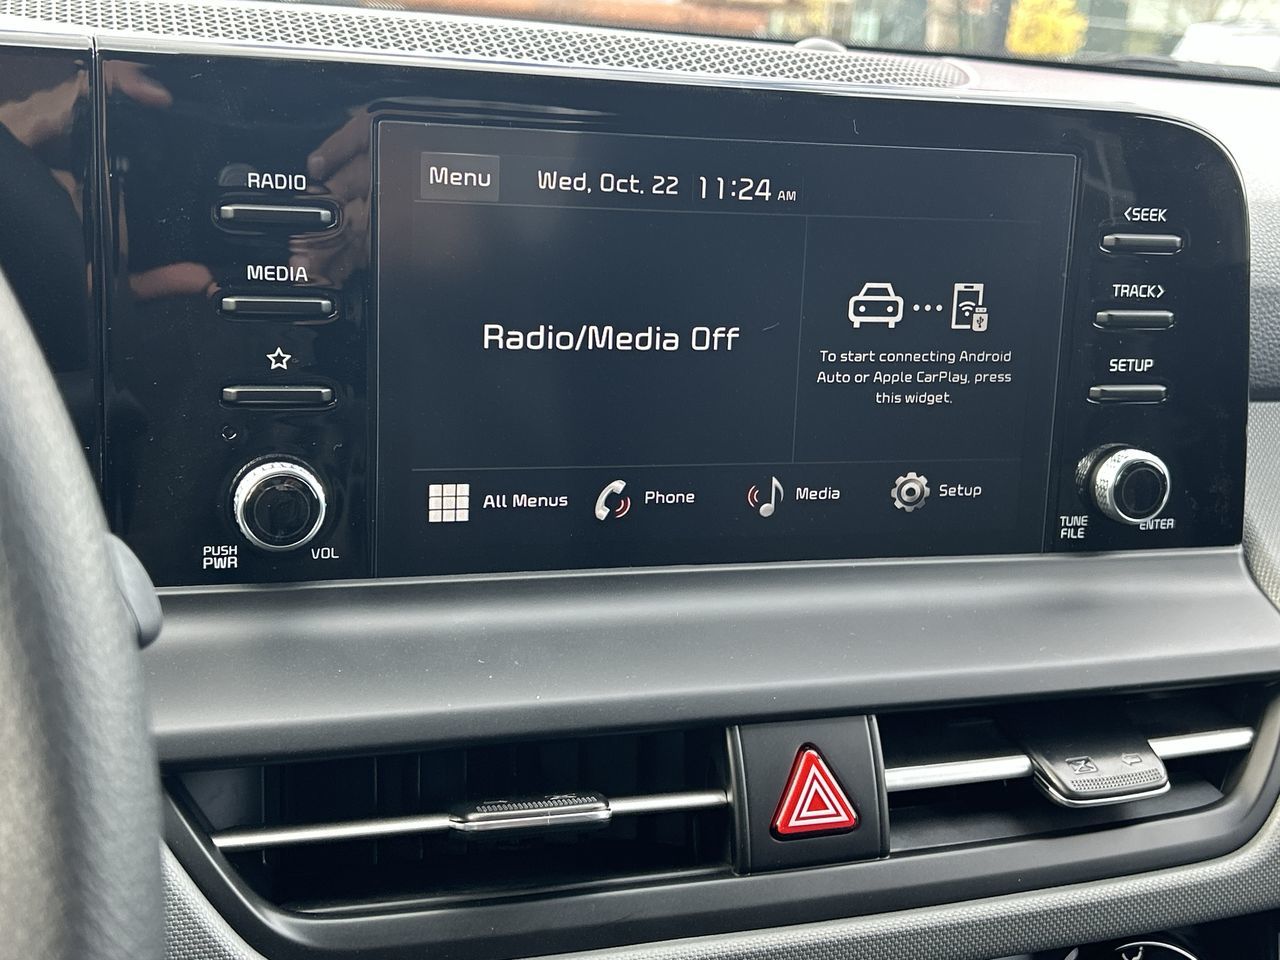 RADIO
MEDIA
PUSH
PWR
VOL
Menu
Wed, Oct. 22 11:24 AM
Radio/Media Off
To start connecting Android
Auto or Apple CarPlay, press
this widget.
All Menus
Phone
Media
Setup
<SEEK
TRACK>
SETUP
TUNE
FILE
ENTER